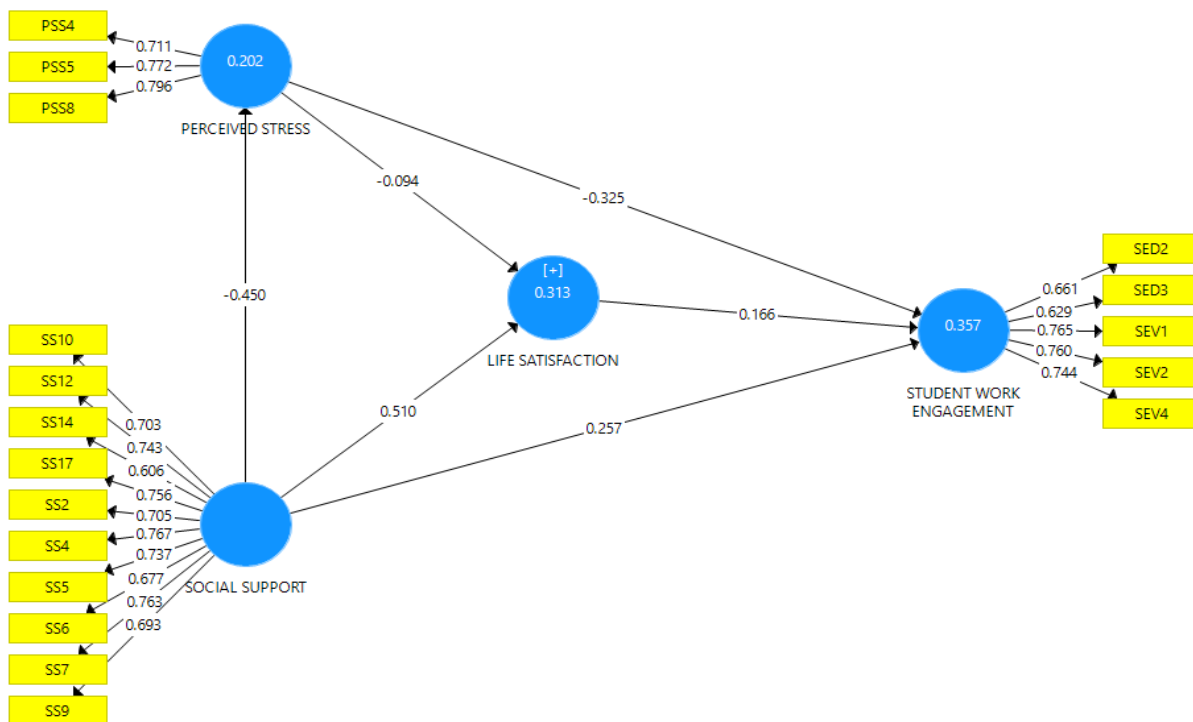 PSS4
0.711
PSS5
0.772
PSS8
0.796
0.202
PERCEIVED STRESS
-0.094
-0.325
-0.450
[+]
0.313
LIFE SATISFACTION
0.166
0.510
0.257
0.357
STUDENT WORK
ENGAGEMENT
SED2
0.661
SED3
0.629
SEV1
0.765
SEV2
0.760
SEV4
0.744
SS10
0.703
SS12
0.743
SS14
0.606
SS17
0.756
SS2
0.705
SS4
0.767
SS5
0.737
SS6
0.677
SS7
0.763
SS9
0.693
SOCIAL SUPPORT